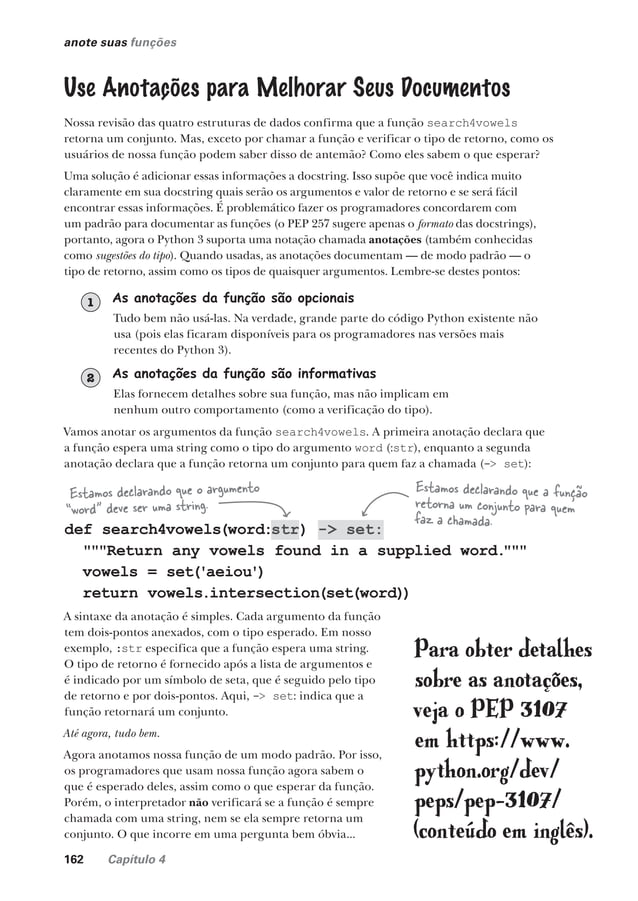 anote suas funções
Use Anotações para Melhorar Seus Documentos
Nossa revisão das quatro estruturas de dados confirma que a função search4vowels
retorna um conjunto. Mas, exceto por chamar a função e verificar o tipo de retorno, como os
usuários de nossa função podem saber disso de antemão? Como eles sabem o que esperar?
Uma solução é adicionar essas informações a docstring. Isso supõe que você indica muito
claramente em sua docstring quais serão os argumentos e valor de retorno e se será fácil
encontrar essas informações. É problemático fazer os programadores concordarem com
um padrão para documentar as funções (o PEP 257 sugere apenas o formato das docstrings),
portanto, agora o Python 3 suporta uma notação chamada anotações (também conhecidas
como sugestões do tipo). Quando usadas, as anotações documentam — de modo padrão — o
tipo de retorno, assim como os tipos de quaisquer argumentos. Lembre-se destes pontos:
1 As anotações da função são opcionais
Tudo bem não usá-las. Na verdade, grande parte do código Python existente não
usa (pois elas ficaram disponíveis para os programadores nas versões mais
recentes do Python 3).
2 As anotações da função são informativas
Elas fornecem detalhes sobre sua função, mas não implicam em
nenhum outro comportamento (como a verificação do tipo).
Vamos anotar os argumentos da função search4vowels. A primeira anotação declara que
a função espera uma string como o tipo do argumento word (:str), enquanto a segunda
anotação declara que a função retorna um conjunto para quem faz a chamada (-> set):
Estamos declarando que o argumento
"word" deve ser uma string.
Estamos declarando que a função
retorna um conjunto para quem
faz a chamada.
def search4vowels(word:str) -> set:
"""Return any vowels found in a supplied word."""
vowels = set('aeiou')
return vowels.intersection(set(word))
A sintaxe da anotação é simples. Cada argumento da função
tem dois-pontos anexados, com o tipo esperado. Em nosso
exemplo, :str especifica que a função espera uma string.
O tipo de retorno é fornecido após a lista de argumentos e
é indicado por um símbolo de seta, que é seguido pelo tipo
de retorno e por dois-pontos. Aqui, -> set: indica que a
função retornará um conjunto.
Até agora, tudo bem.
Agora anotamos nossa função de um modo padrão. Por isso,
os programadores que usam nossa função agora sabem o
que é esperado deles, assim como o que esperar da função.
Porém, o interpretador não verificará se a função é sempre
chamada com uma string, nem se ela sempre retorna um
conjunto. O que incorre em uma pergunta bem óbvia...
Para obter detalhes
sobre as anotações,
veja o PEP 3107
em https://www.
python.org/dev/
peps/pep-3107/
(conteúdo em inglês).
162 Capítulo 4